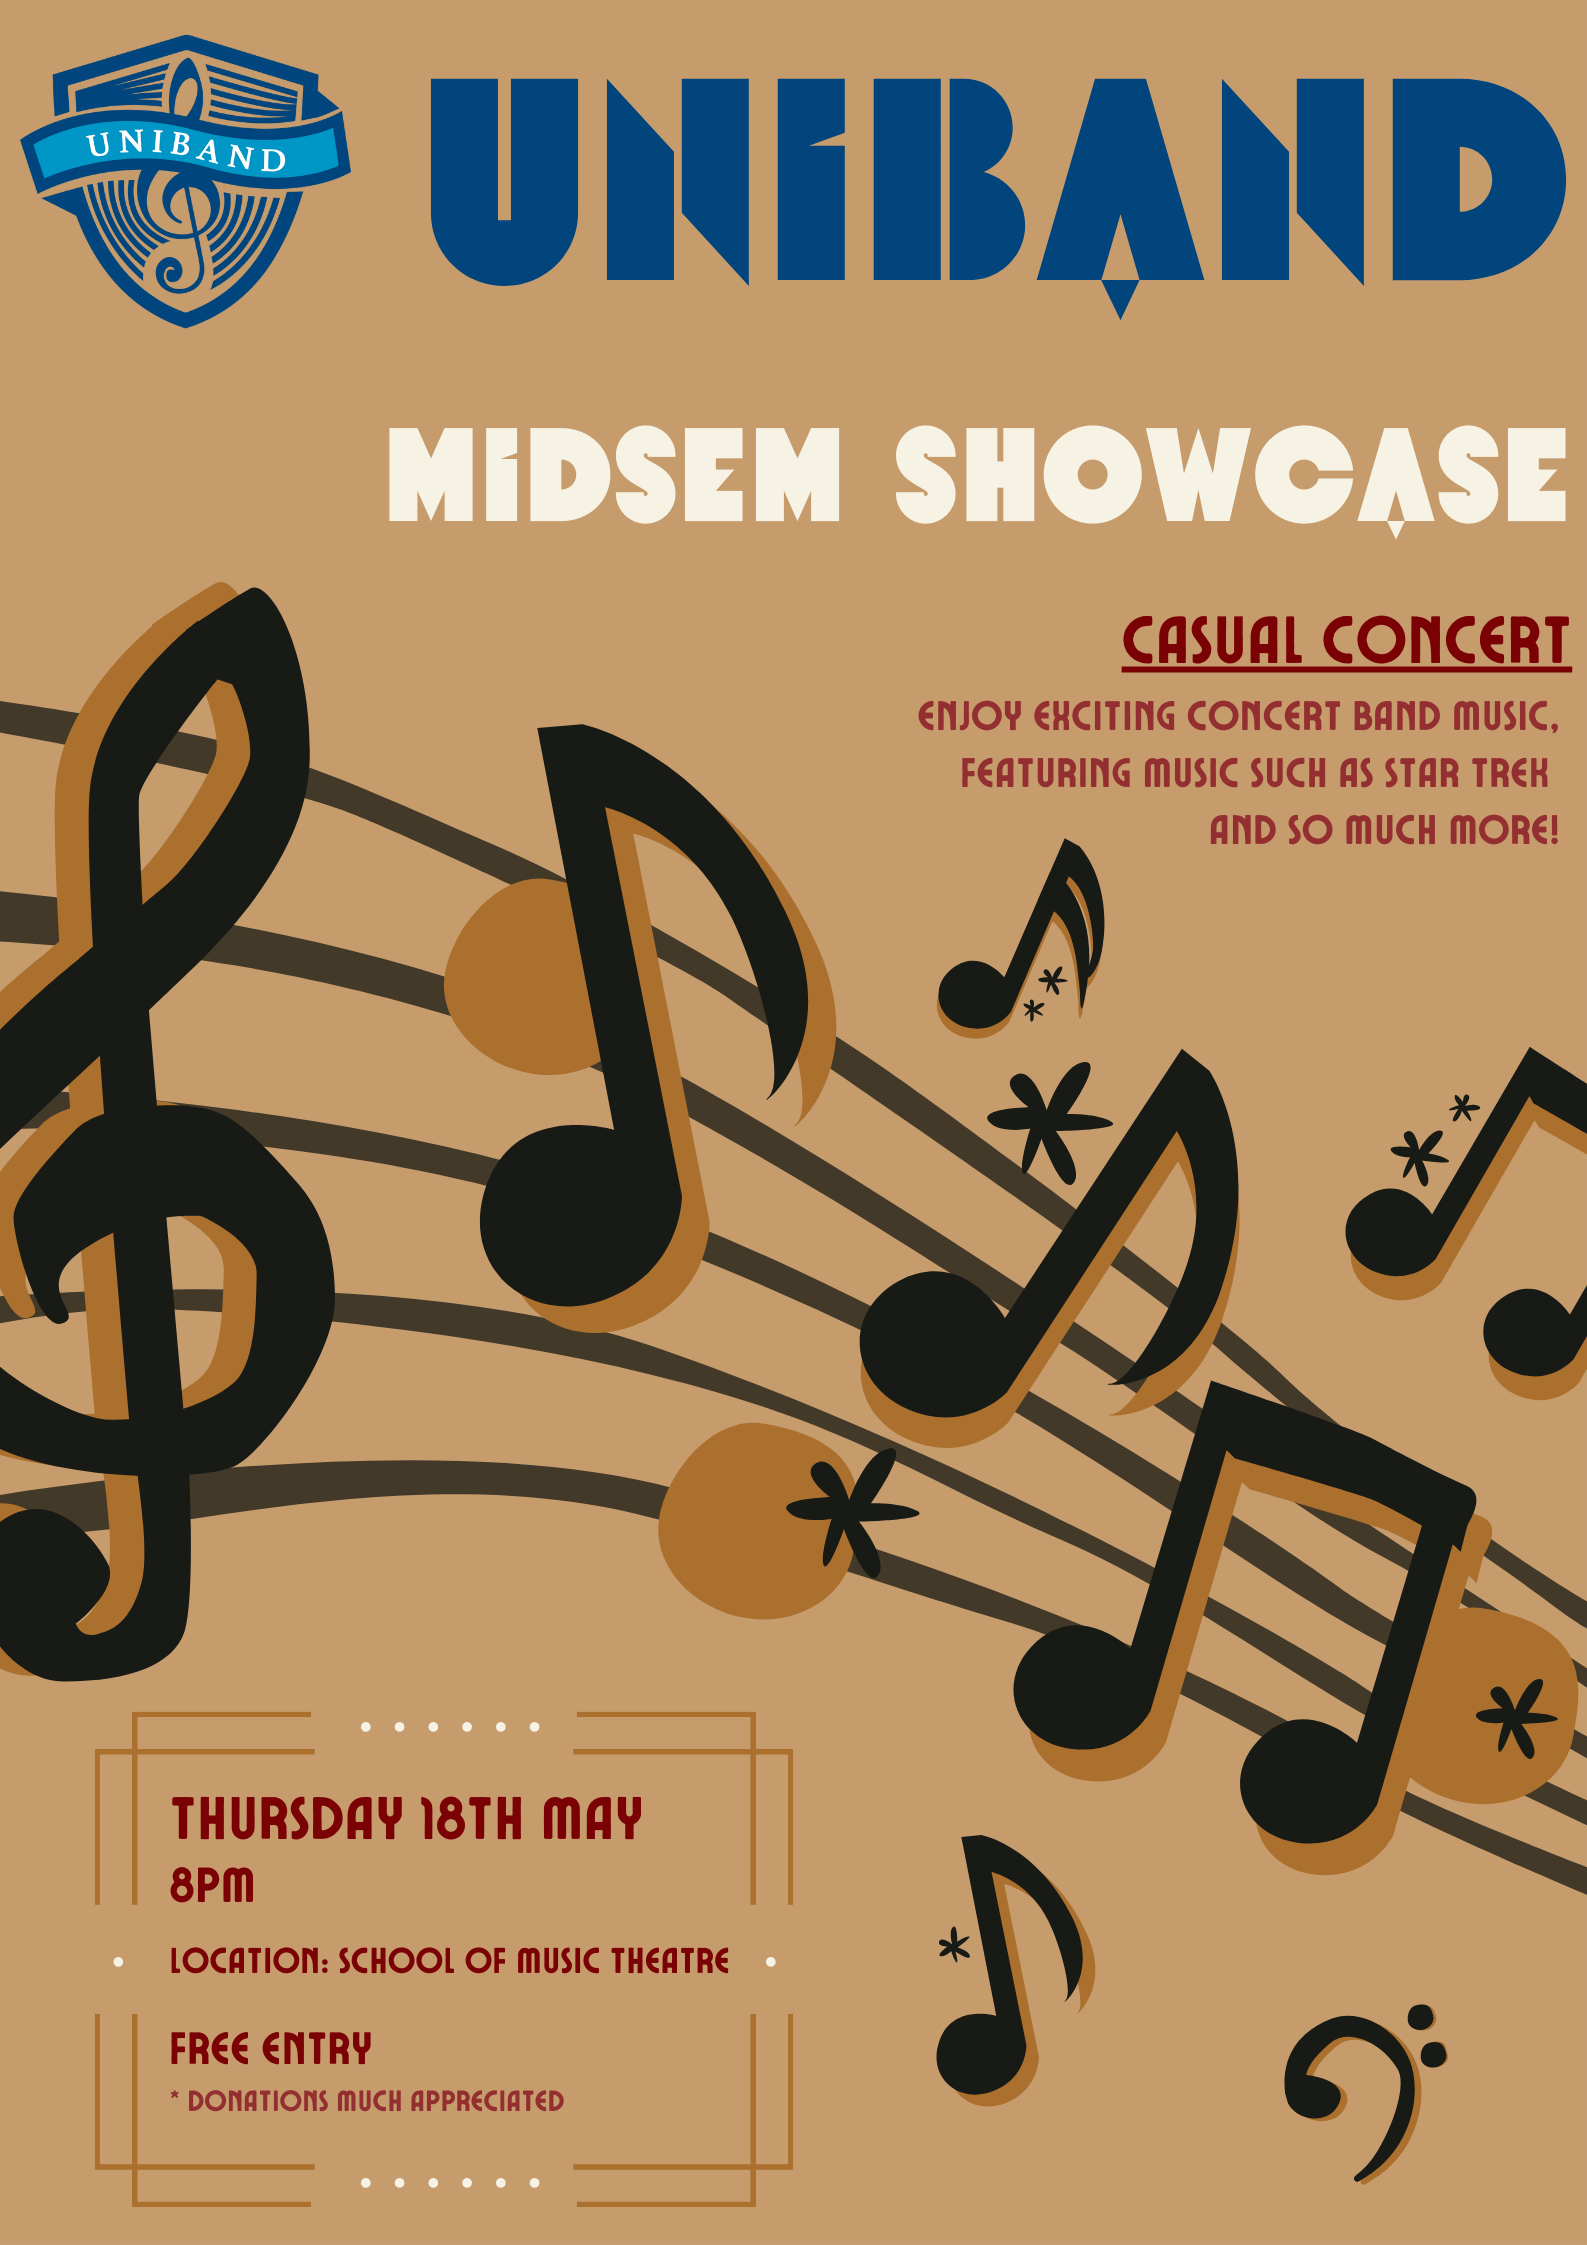 UNIBAND
UNIBAND
MIDSEM SHOWCASE
CASUAL CONCERT
ENJOY EXCITING CONCERT BAND MUSIC,
FEATURING MUSIC SUCH AS STAR TREK
AND SO MUCH MORE!
THURSDAY 18TH MAY
8PM
LOCATION: SCHOOL OF MUSIC THEATRE
FREE ENTRY
* DONATIONS MUCH APPRECIATED